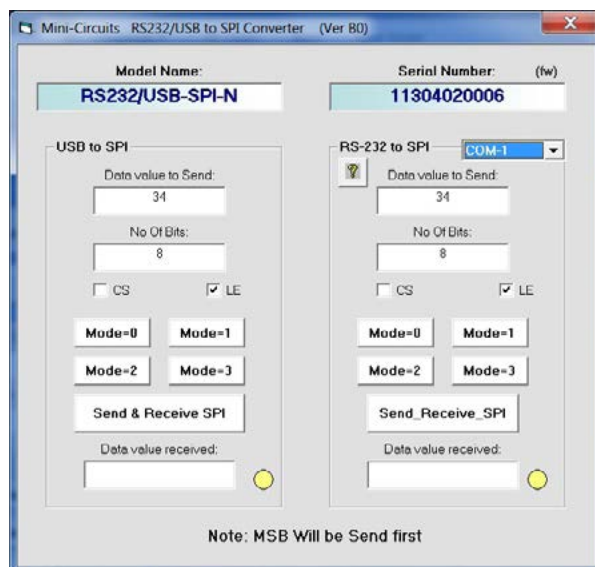 Mini-Circuits RS232/USB to SPI Converter (Ver B0)
Model Name:
RS232/USB-SPI-N
Serial Number: (fw)
11304020006
USB to SPI
Data value to Send:
34
No Of Bits:
8
CS LE
Mode=0 Mode=1
Mode=2 Mode=3
Send & Receive SPI
Data value received:
RS-232 to SPI COM-1
?
Data value to Send:
34
No Of Bits:
8
CS LE
Mode=0 Mode=1
Mode=2 Mode=3
Send_Receive_SPI
Data value received:
Note: MSB Will be Send first